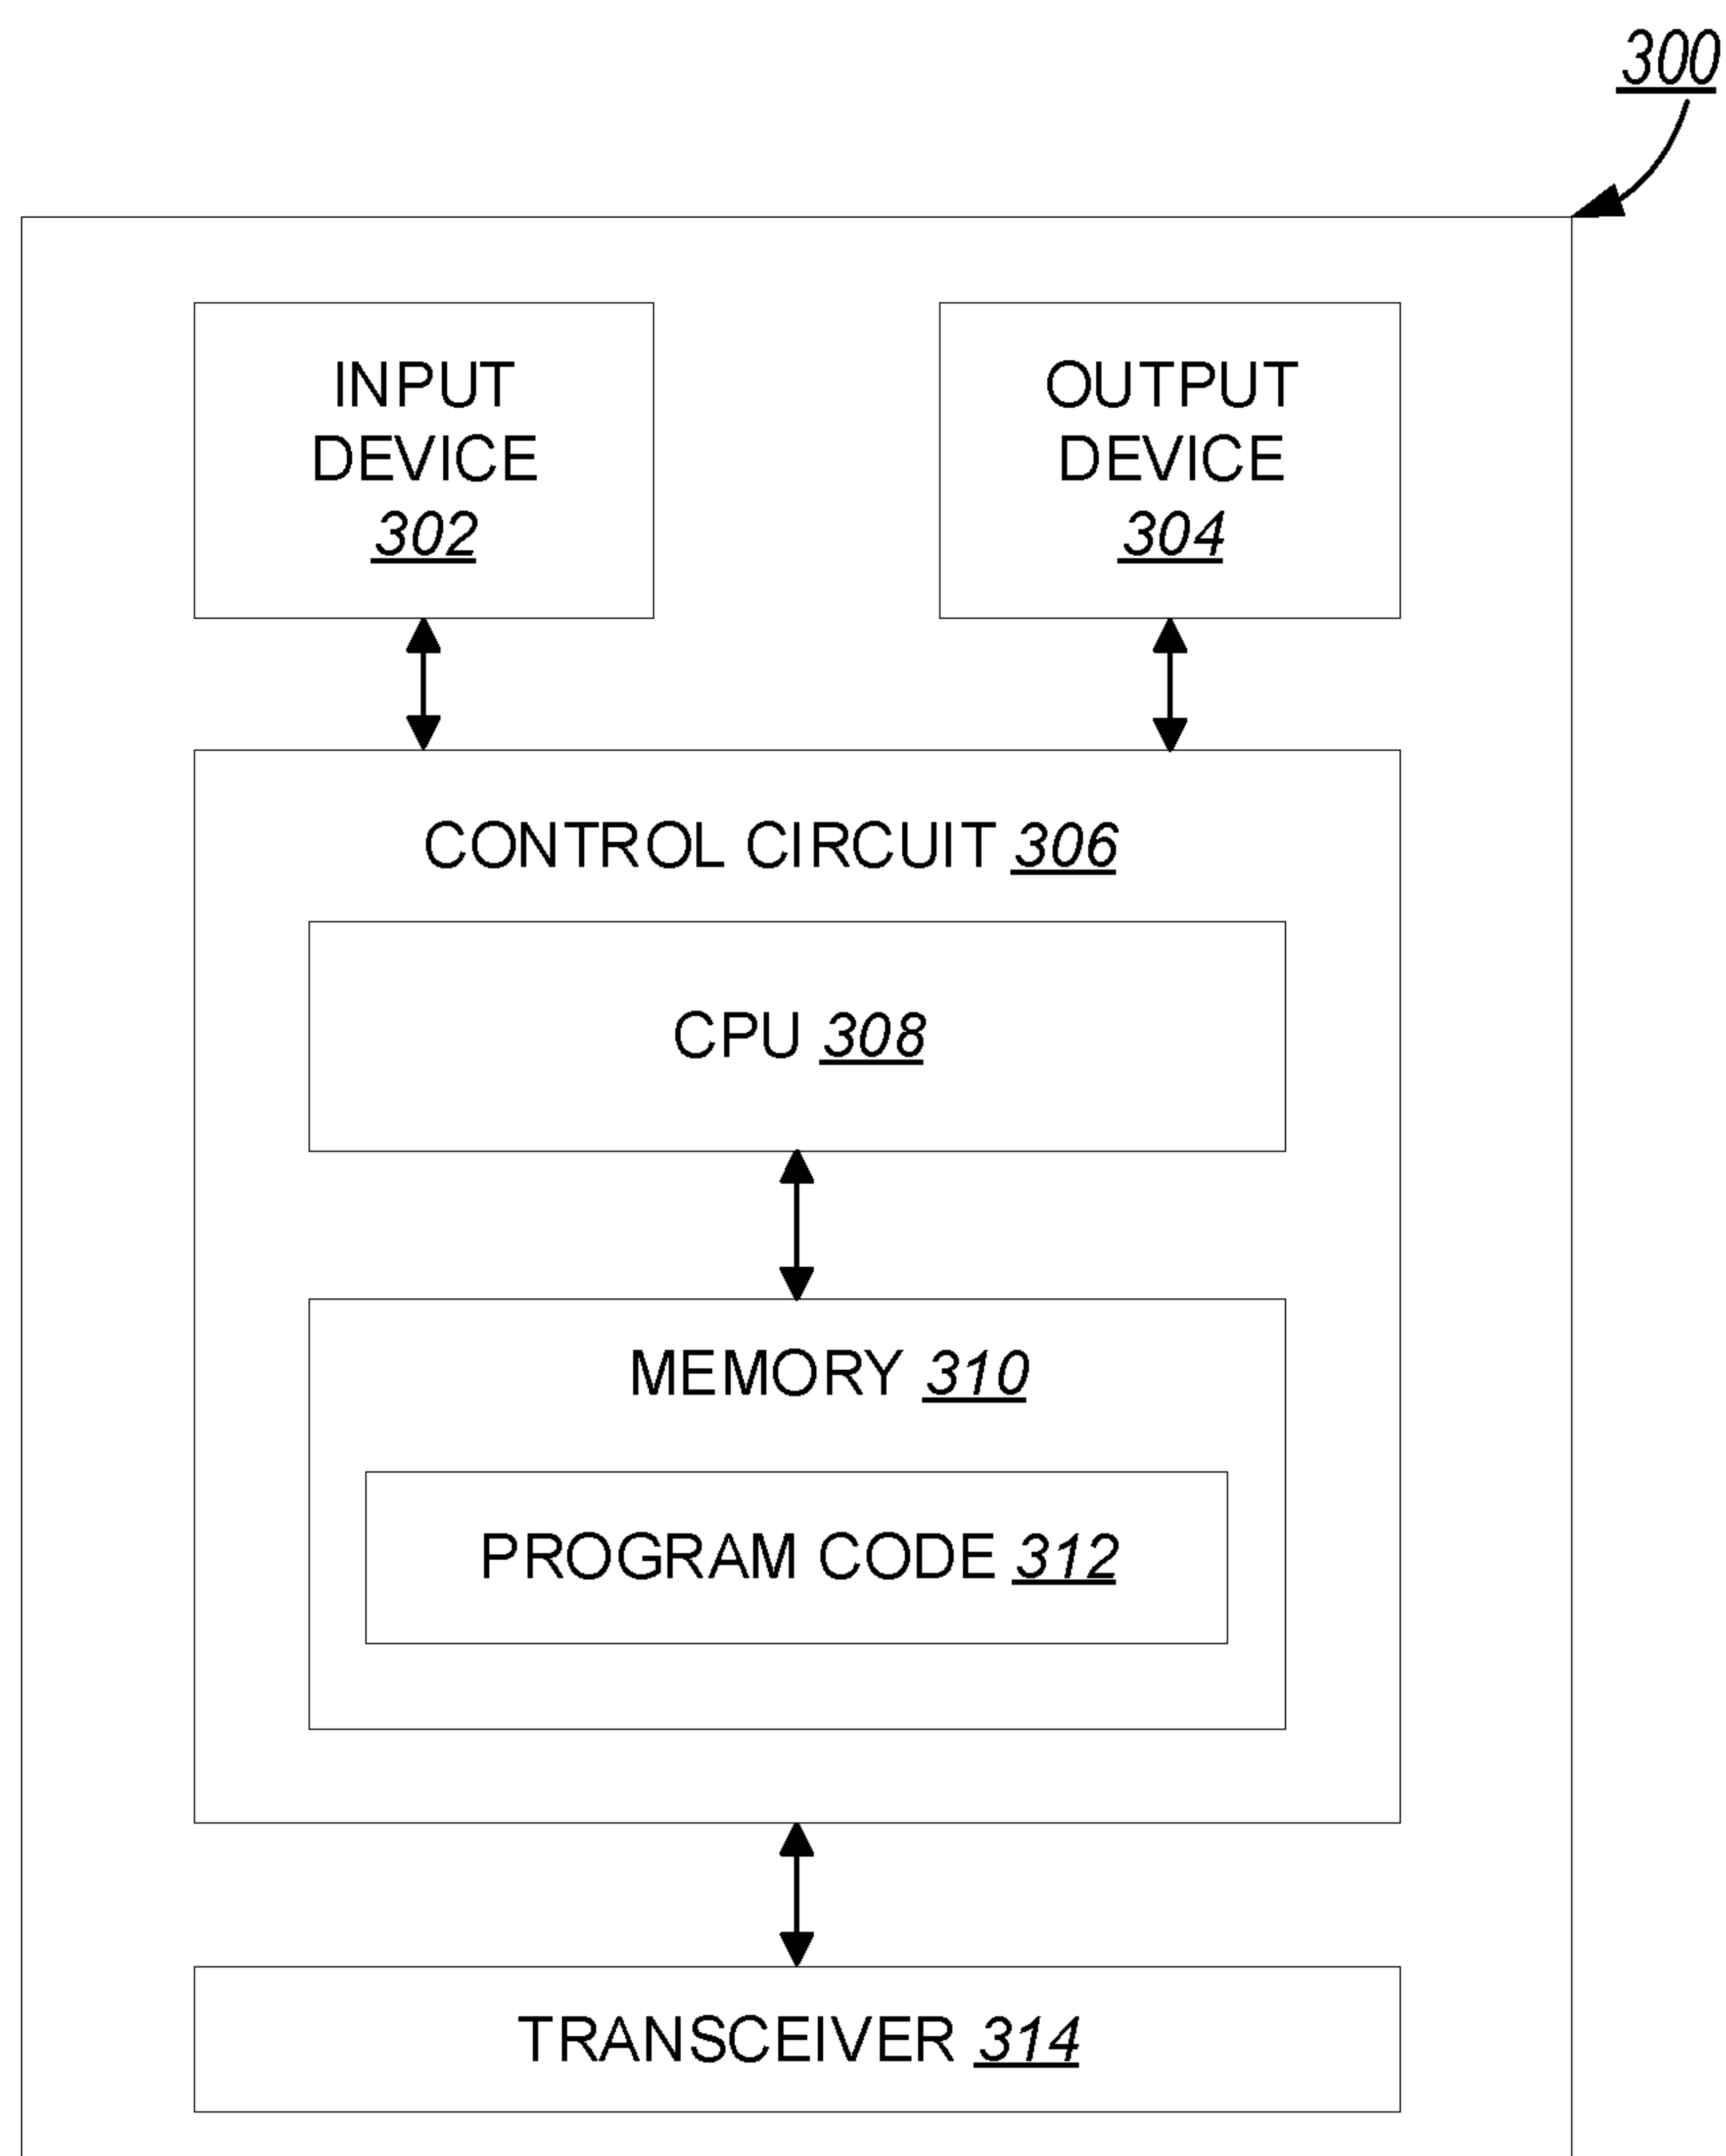 300
INPUT
DEVICE
302
OUTPUT
DEVICE
304
CONTROL CIRCUIT 306
CPU 308
MEMORY 310
PROGRAM CODE 312
TRANSCEIVER 314